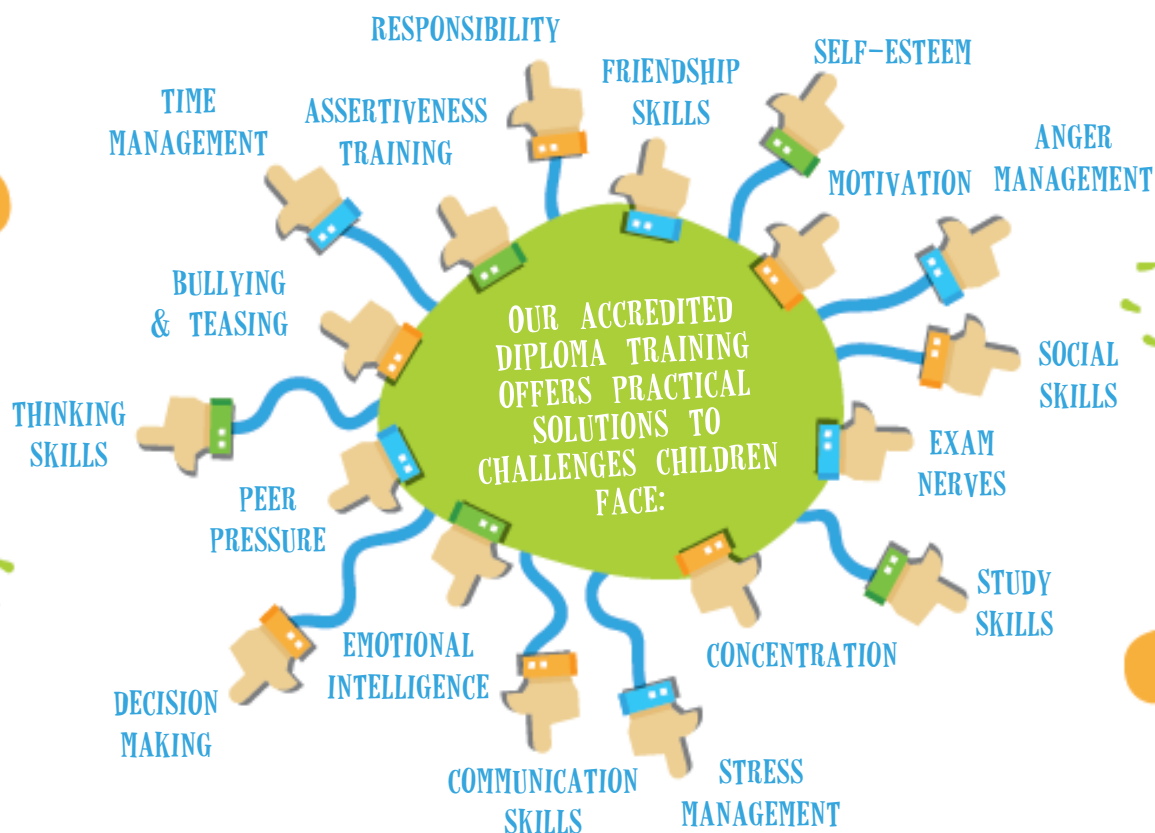 RESPONSIBILITY
SELF-ESTEEM
FRIENDSHIP
SKILLS
TIME
MANAGEMENT
ASSERTIVENESS
TRAINING
ANGER
MANAGEMENT
MOTIVATION
BULLYING
& TEASING
OUR ACCREDITED
DIPLOMA TRAINING
OFFERS PRACTICAL
SOLUTIONS TO
CHALLENGES CHILDREN
FACE:
SOCIAL
SKILLS
THINKING
SKILLS
EXAM
NERVES
PEER
PRESSURE
STUDY
SKILLS
EMOTIONAL
INTELLIGENCE
CONCENTRATION
DECISION
MAKING
COMMUNICATION
SKILLS
STRESS
MANAGEMENT